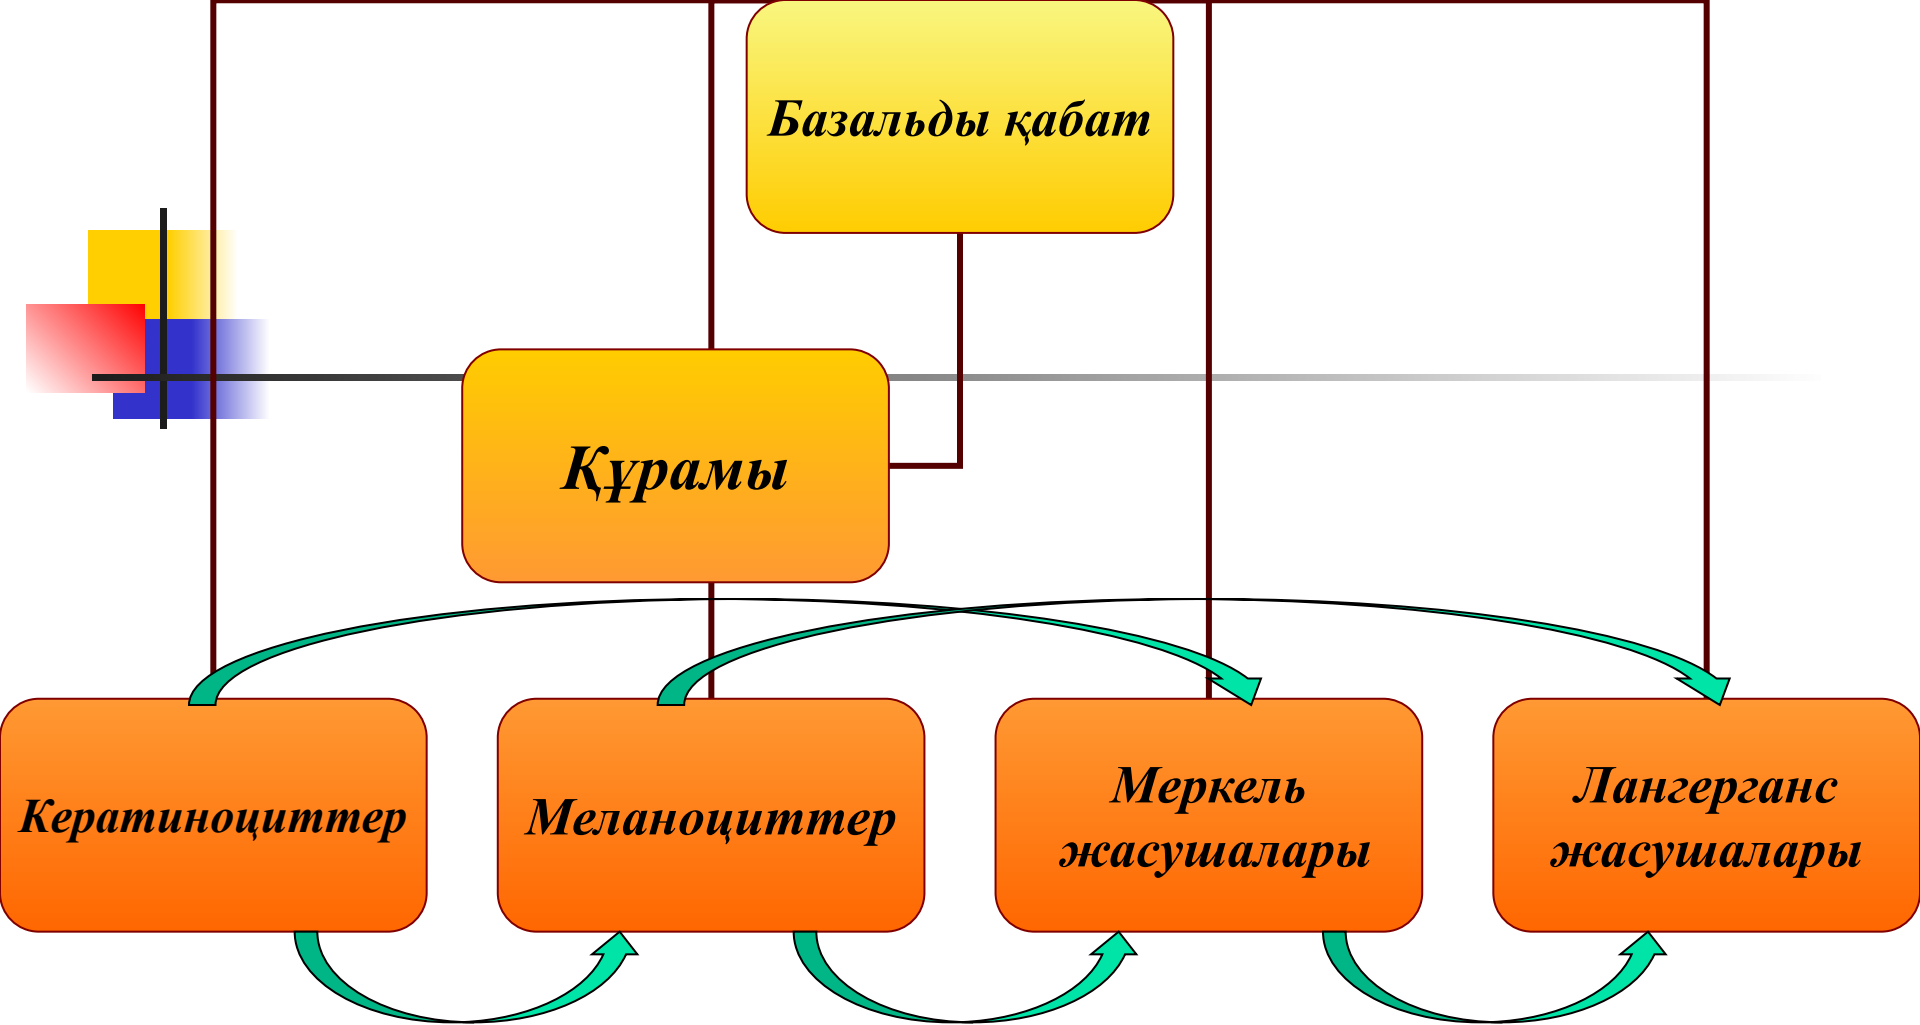 Базальды қабат
Құрамы
Кератиноциттер
Меланоциттер
Меркель
жасушалары
Лангерганс
жасушалары